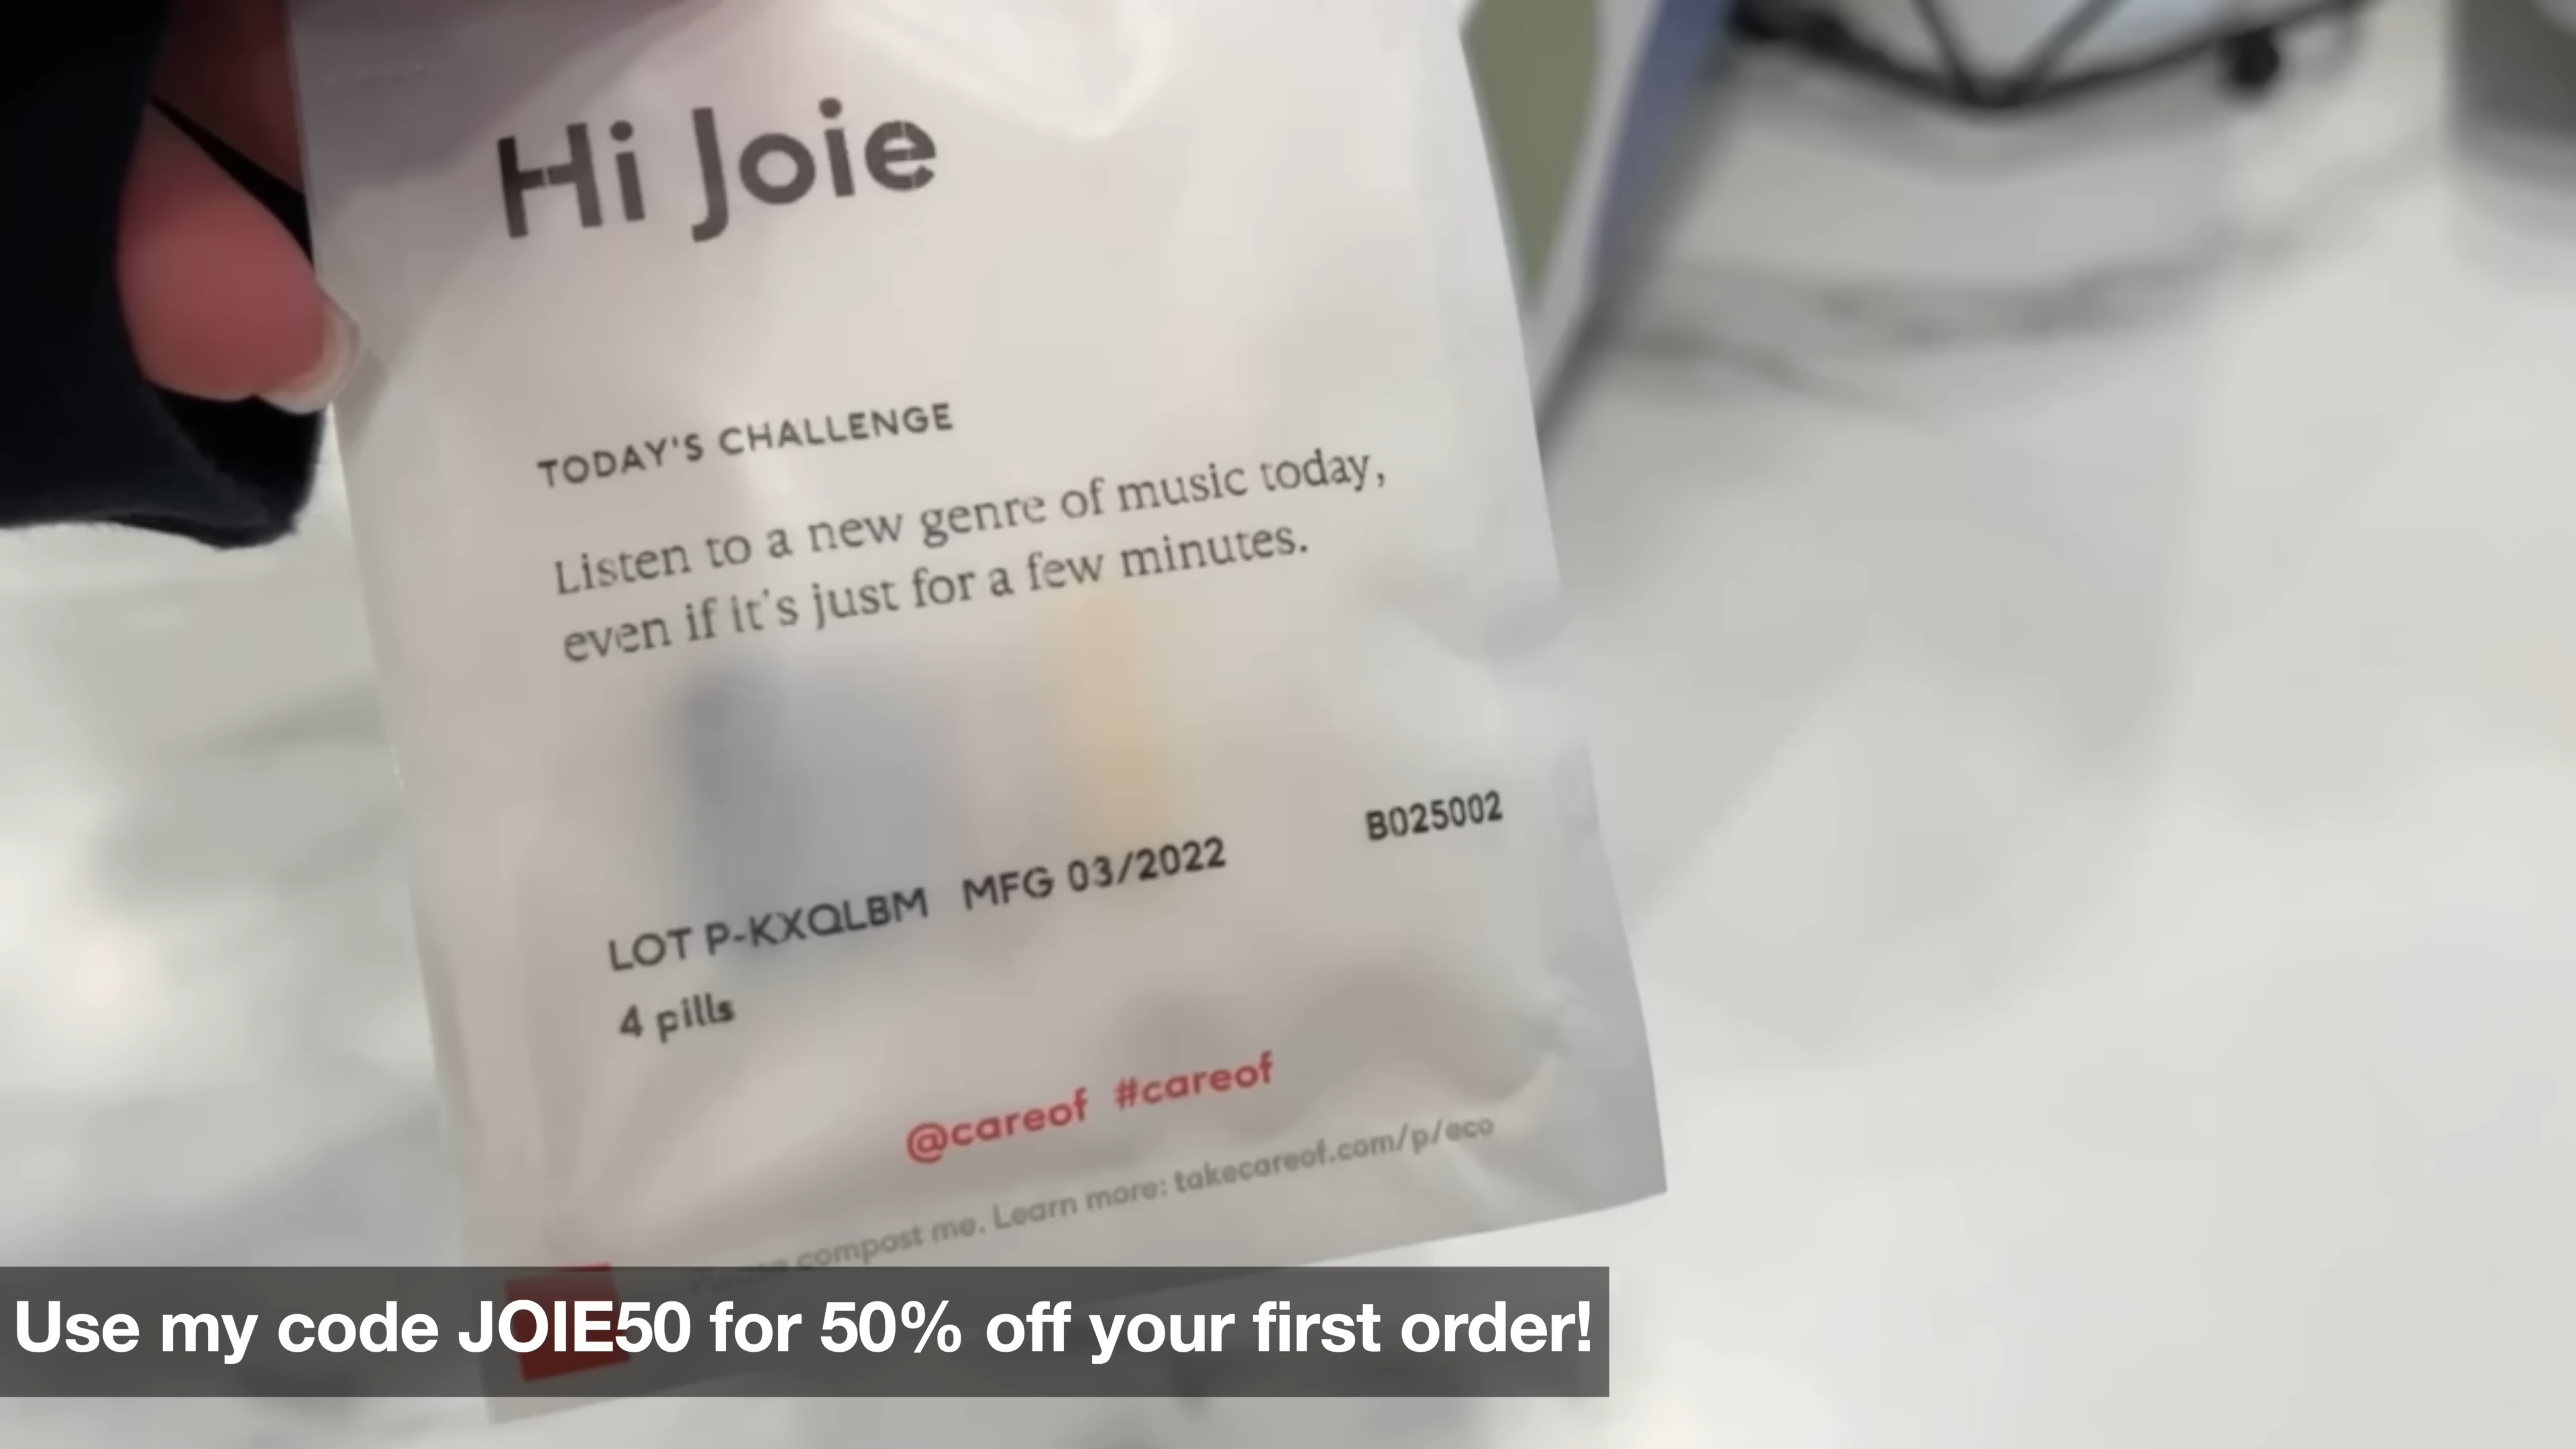 Hi Joie
TODAY'S CHALLENGE
Listen to a new genre of music today,
even if it's just for a few minutes.
LOT P-KXQLBM MFG 03/2022 B025002
4 pills
@careof #careof
Please compost me. Learn more: takecareof.com/p/eco
Use my code JOIE50 for 50% off your first order!